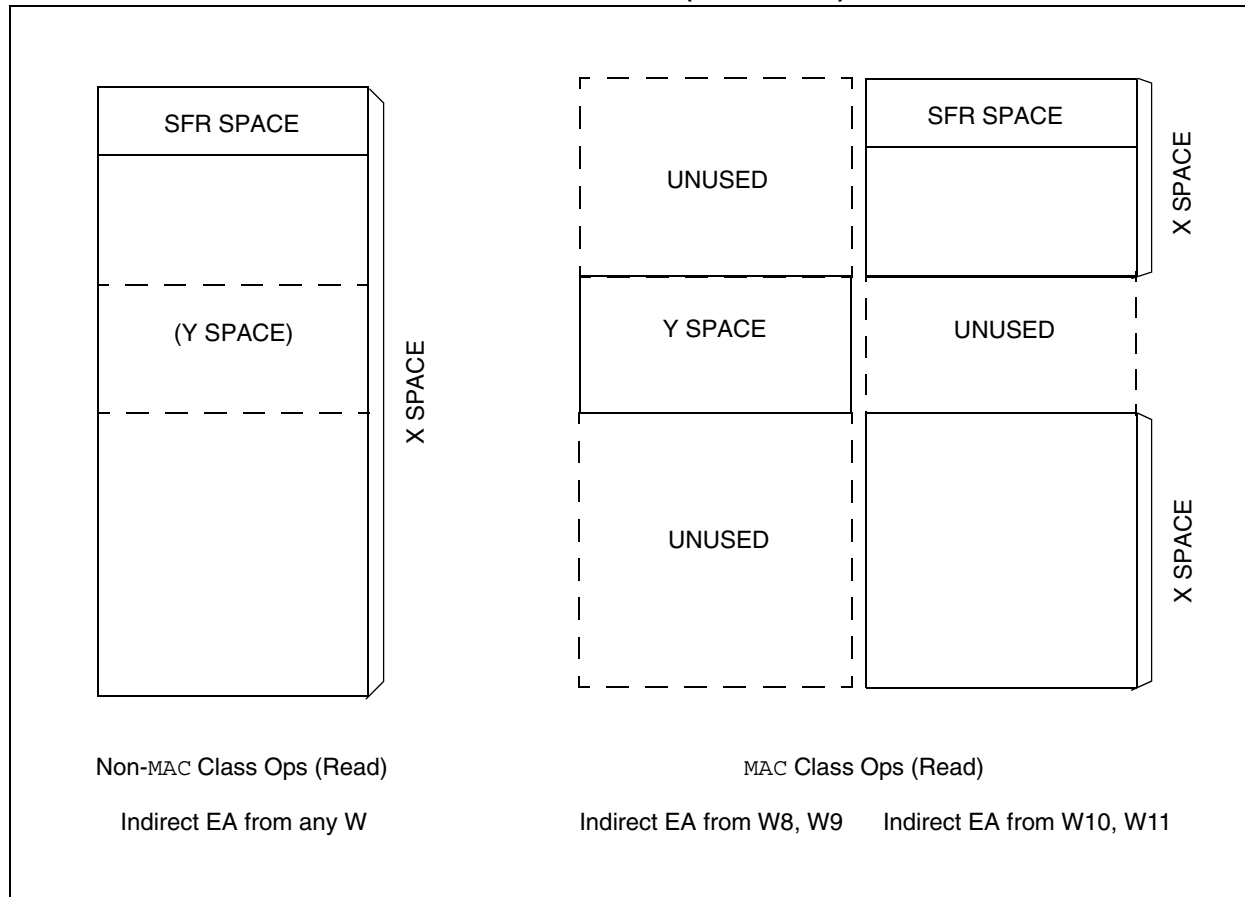 SFR SPACE
(Y SPACE)
X SPACE
UNUSED
Y SPACE
UNUSED
SFR SPACE
UNUSED
X SPACE
X SPACE
Non-MAC Class Ops (Read)
Indirect EA from any W
MAC Class Ops (Read)
Indirect EA from W8, W9
Indirect EA from W10, W11